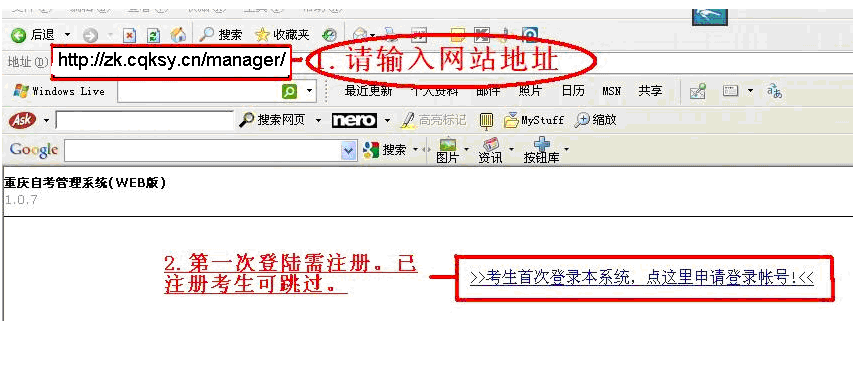 后退 搜索 收藏夹
地址(D) http://zk.cqksy.cn/manager/ 1.请输入网站地址
Windows Live 最近更新 个人资料 邮件 照片 日历 MSN 共享
Ask 搜索网页 nero 高亮标记 MyStuff 缩放
Google 搜索 图片 资讯 按钮库
重庆自考管理系统(WEB版)
1.0.7
2.第一次登陆需注册。已
注册考生可跳过。
>>考生首次登录本系统，点这里申请登录帐号!<<